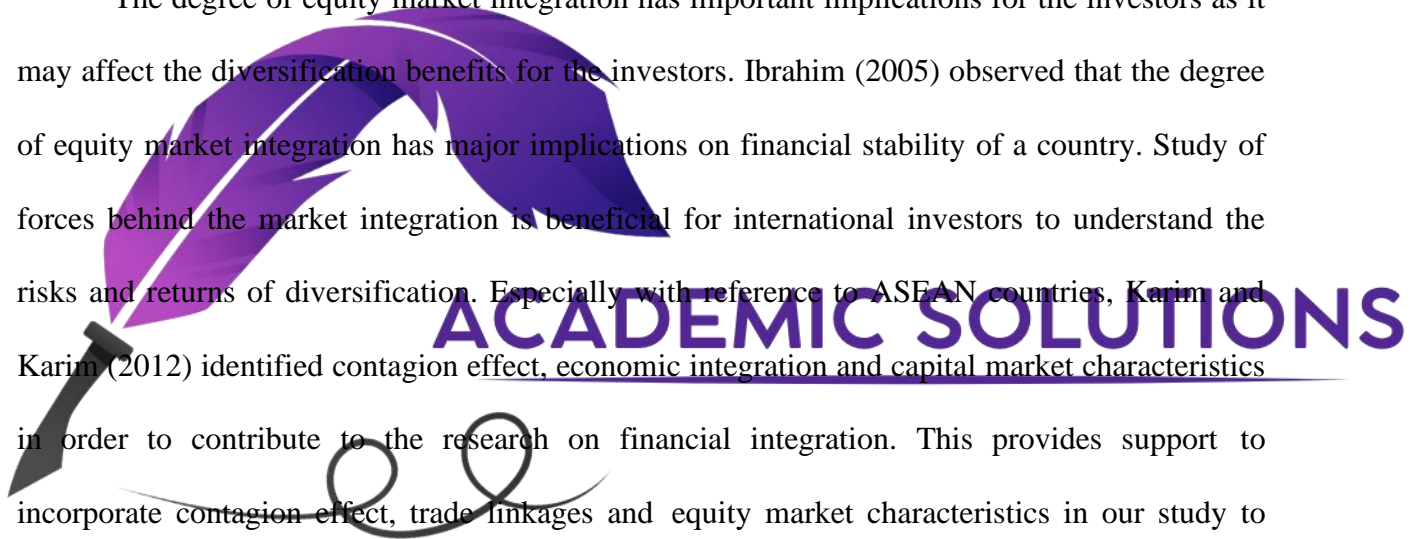 The degree of equity market integration has important implications for the investors as it
may affect the diversification benefits for the investors. Ibrahim (2005) observed that the degree
of equity market integration has major implications on financial stability of a country. Study of
forces behind the market integration is beneficial for international investors to understand the
risks and returns of diversification. Especially with reference to ASEAN countries, Karim and
ACADEMIC SOLUTIONS
Karim (2012) identified contagion effect, economic integration and capital market characteristics
in order to contribute to the research on financial integration. This provides support to
incorporate contagion effect, trade linkages and equity market characteristics in our study to